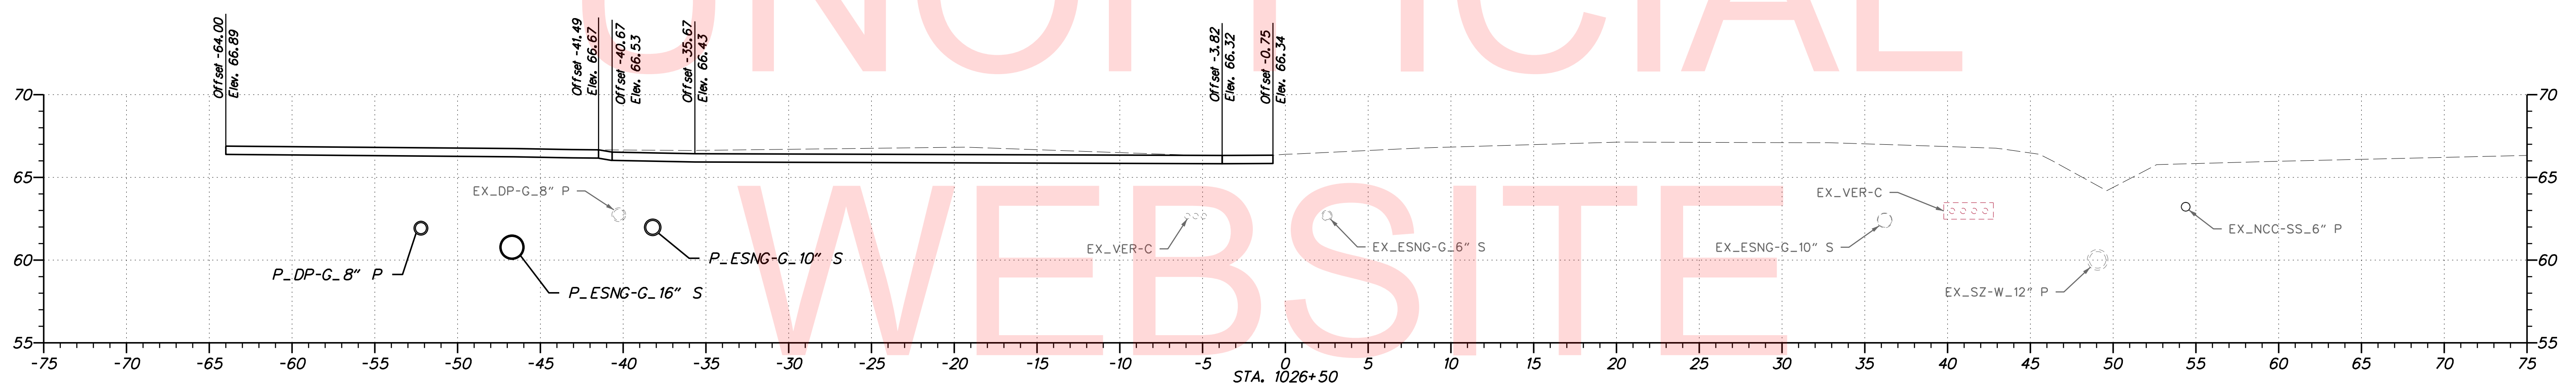 UNOFFICIAL
Offset -64.00
Elev. 66.89
Offset -41.49
Elev. 66.67
Offset -40.67
Elev. 66.53
Offset -35.67
Elev. 66.43
Offset -3.82
Elev. 66.32
Offset -0.75
Elev. 66.34
70
70
65
65
EX_DP-G_8" P
EX_VER-C
WEBSITE
EX_NCC-SS_6" P
EX_VER-C
EX_ESNG-G_6" S
EX_ESNG-G_10" S
P_ESNG-G_10" S
60
60
P_DP-G_8" P
P_ESNG-G_16" S
EX_SZ-W_12" P
55
55
-75 -70 -65 -60 -55 -50 -45 -40 -35 -30 -25 -20 -15 -10 -5 0 5 10 15 20 25 30 35 40 45 50 55 60 65 70 75
STA. 1026+50